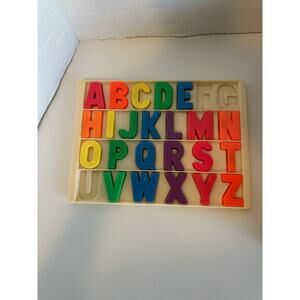 ABCDEFG
HIJKLMN
OPQRST
UVWXYZ